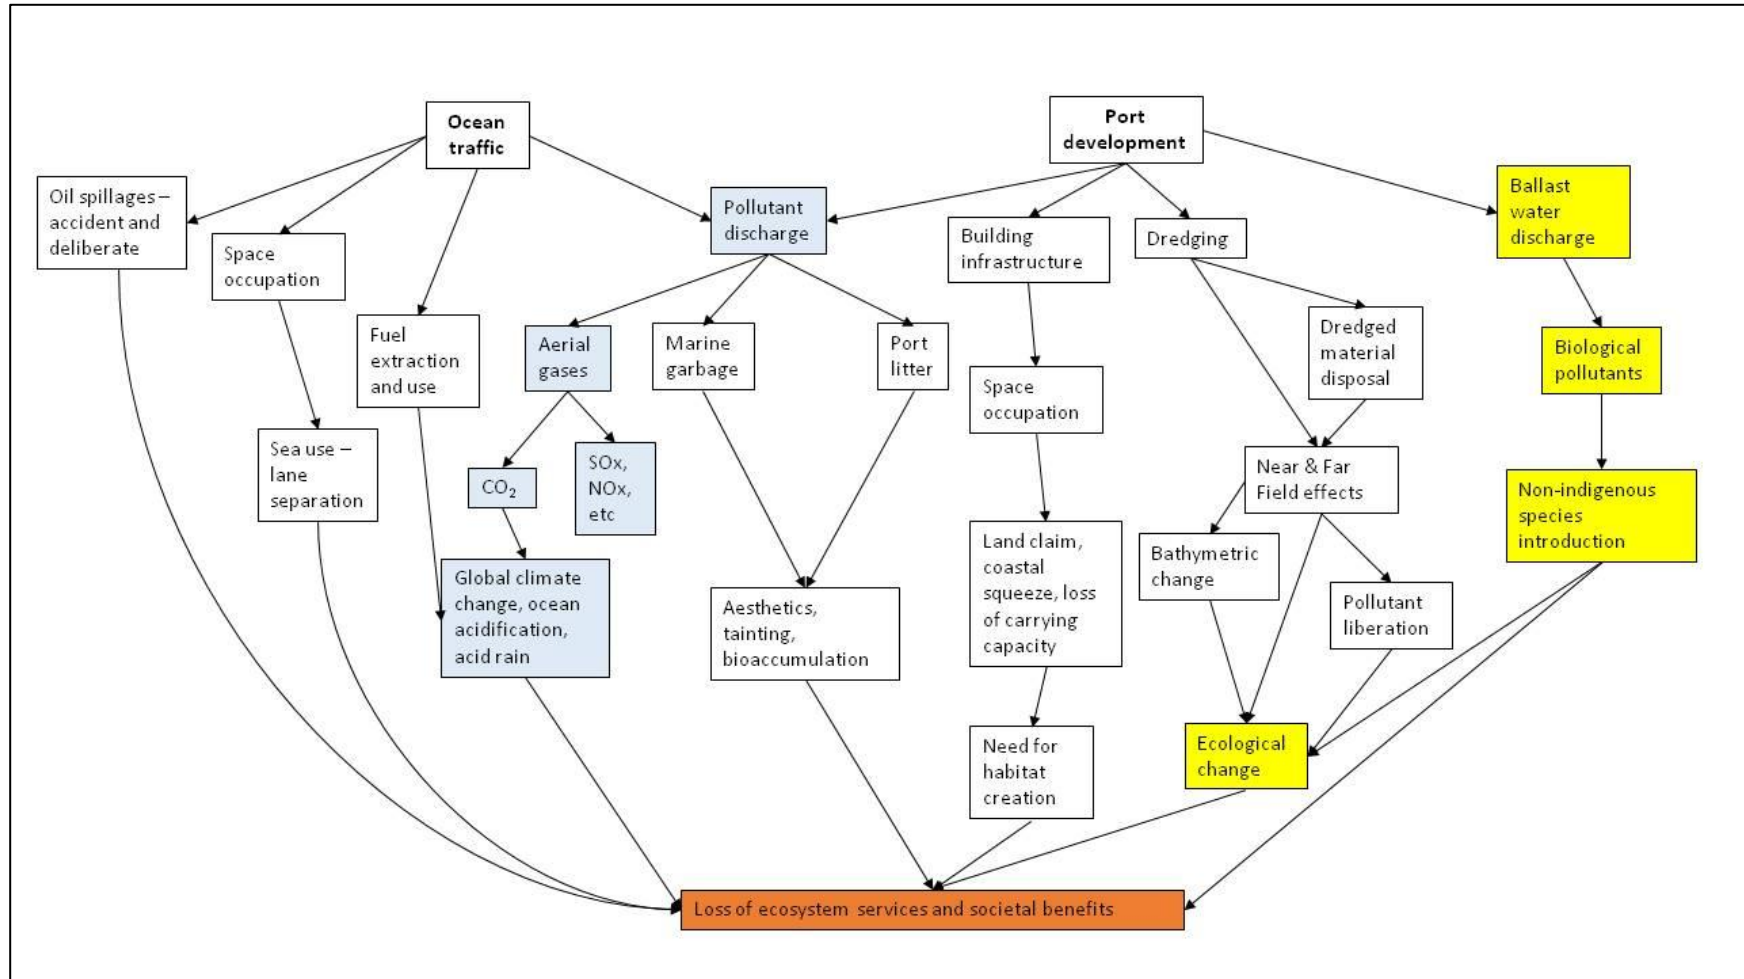 Ocean
traffic
Port
development
Oil spillages –
accident and
deliberate
Space
occupation
Fuel
extraction
and use
Sea use –
lane
separation
Pollutant
discharge
Aerial
gases
Marine
garbage
Port
litter
CO₂
SOx,
NOx,
etc
Global climate
change, ocean
acidification,
acid rain
Aesthetics,
tainting,
bioaccumulation
Building
infrastructure
Space
occupation
Land claim,
coastal
squeeze, loss
of carrying
capacity
Need for
habitat
creation
Dredging
Dredged
material
disposal
Near & Far
Field effects
Bathymetric
change
Pollutant
liberation
Ecological
change
Ballast
water
discharge
Biological
pollutants
Non-indigenous
species
introduction
Loss of ecosystem services and societal benefits